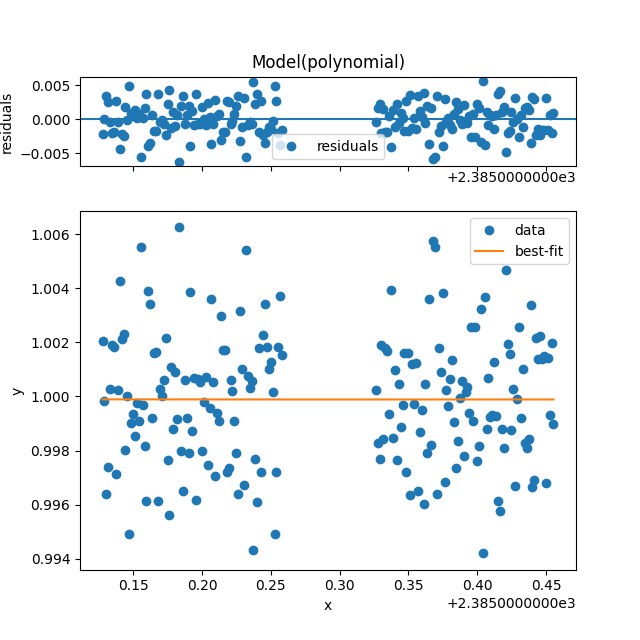 Model(polynomial)
0.005
0.000
−0.005
residuals
residuals
+2.3850000000e3
1.006
1.004
1.002
1.000
0.998
0.996
0.994
y
data
best-fit
0.15 0.20 0.25 0.30 0.35 0.40 0.45
x
+2.3850000000e3